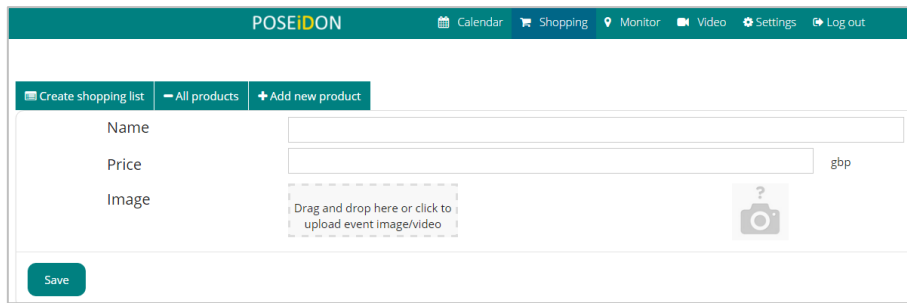 POSEiDON Calendar Shopping Monitor Video Settings Log out
Create shopping list All products Add new product
Name
Price gbp
Image
Drag and drop here or click to
upload event image/video
?
Save